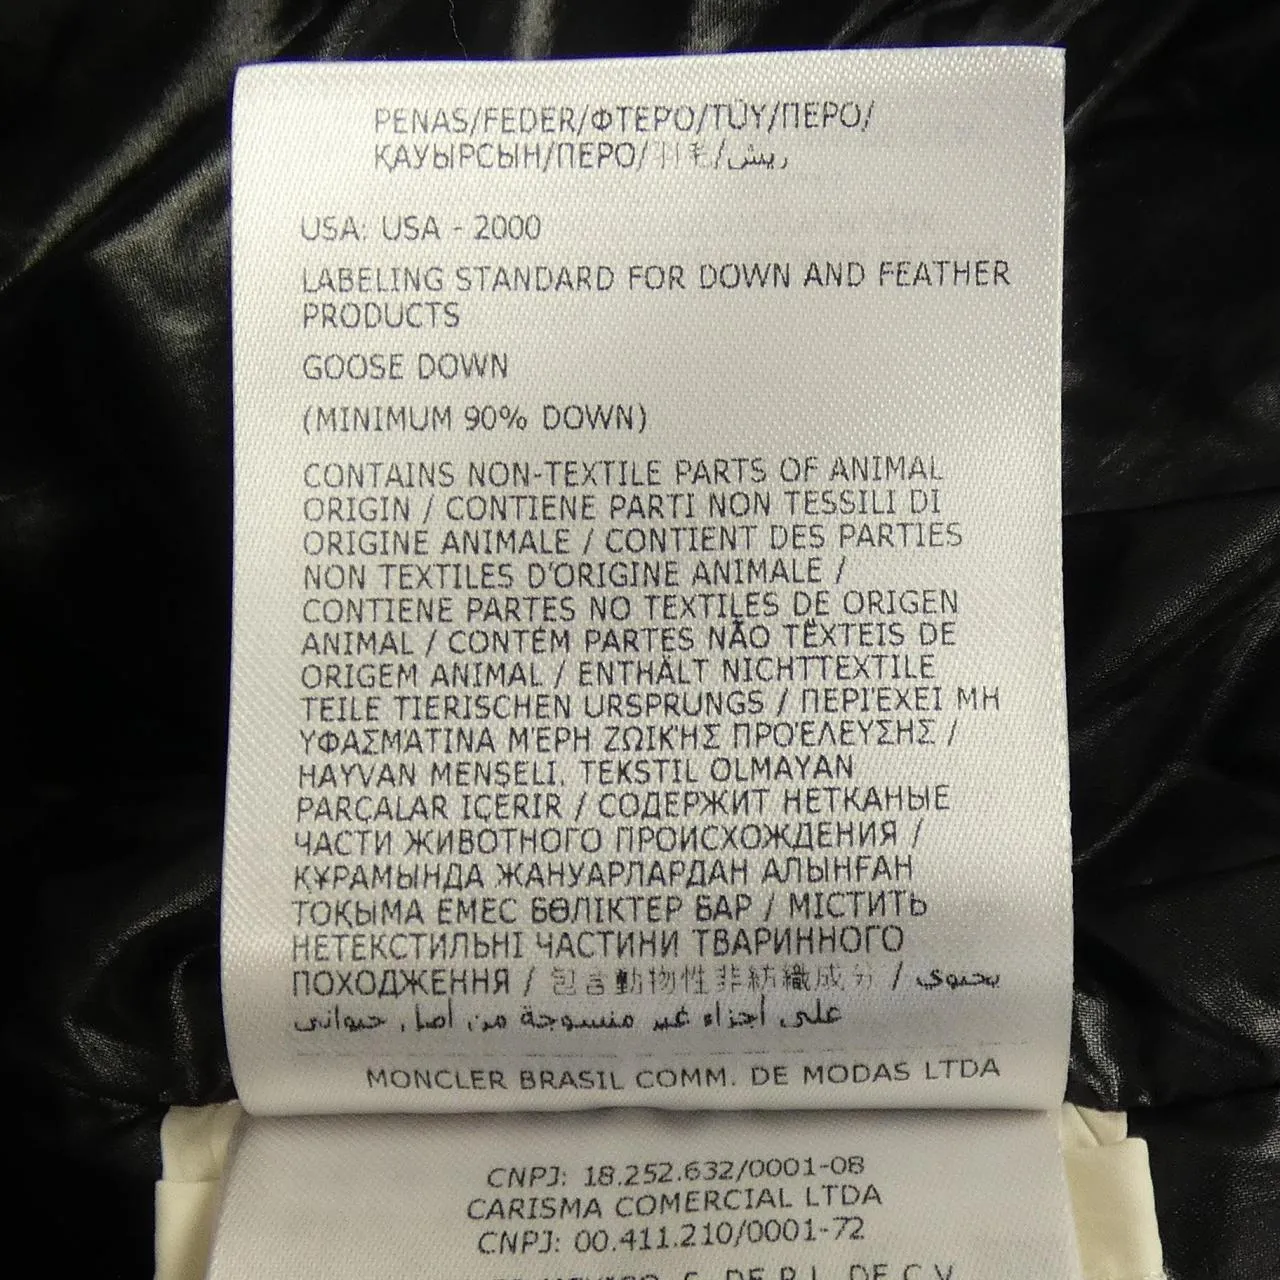 PENAS/FEDER/ΦΤΕΡΌ/TÜY/ПЕРО/
ҚАУЫРСЫН/ПЕРО/羽毛/ريش
USA: USA - 2000
LABELING STANDARD FOR DOWN AND FEATHER
PRODUCTS
GOOSE DOWN
(MINIMUM 90% DOWN)
CONTAINS NON-TEXTILE PARTS OF ANIMAL
ORIGIN / CONTIENE PARTI NON TESSILI DI
ORIGINE ANIMALE / CONTIENT DES PARTIES
NON TEXTILES D'ORIGINE ANIMALE /
CONTIENE PARTES NO TEXTILES DE ORIGEN
ANIMAL / CONTÉM PARTES NÃO TÊXTEIS DE
ORIGEM ANIMAL / ENTHÄLT NICHTTEXTILE
TEILE TIERISCHEN URSPRUNGS / ΠΕΡΙΈΧΕΙ ΜΗ
ΥΦΑΣΜΆΤΙΝΑ ΜΈΡΗ ΖΩΙΚΉΣ ΠΡΟΈΛΕΥΣΗΣ /
HAYVAN MENŞELİ, TEKSTİL OLMAYAN
PARÇALAR İÇERİR / СОДЕРЖИТ НЕТКАНЫЕ
ЧАСТИ ЖИВОТНОГО ПРОИСХОЖДЕНИЯ /
ҚҰРАМЫНДА ЖАНУАРЛАРДАН АЛЫНҒАН
ТОҚЫМА ЕМЕС БӨЛІКТЕР БАР / МІСТИТЬ
НЕТЕКСТИЛЬНІ ЧАСТИНИ ТВАРИННОГО
ПОХОДЖЕННЯ / 包含動物性非紡織成分 / يحتوي
على أجزاء غير منسوجة من أصل حيواني
MONCLER BRASIL COMM. DE MODAS LTDA
CNPJ: 18.252.632/0001-08
CARISMA COMERCIAL LTDA
CNPJ: 00.411.210/0001-72
MEXICO, S. DE R.L. DE C.V.